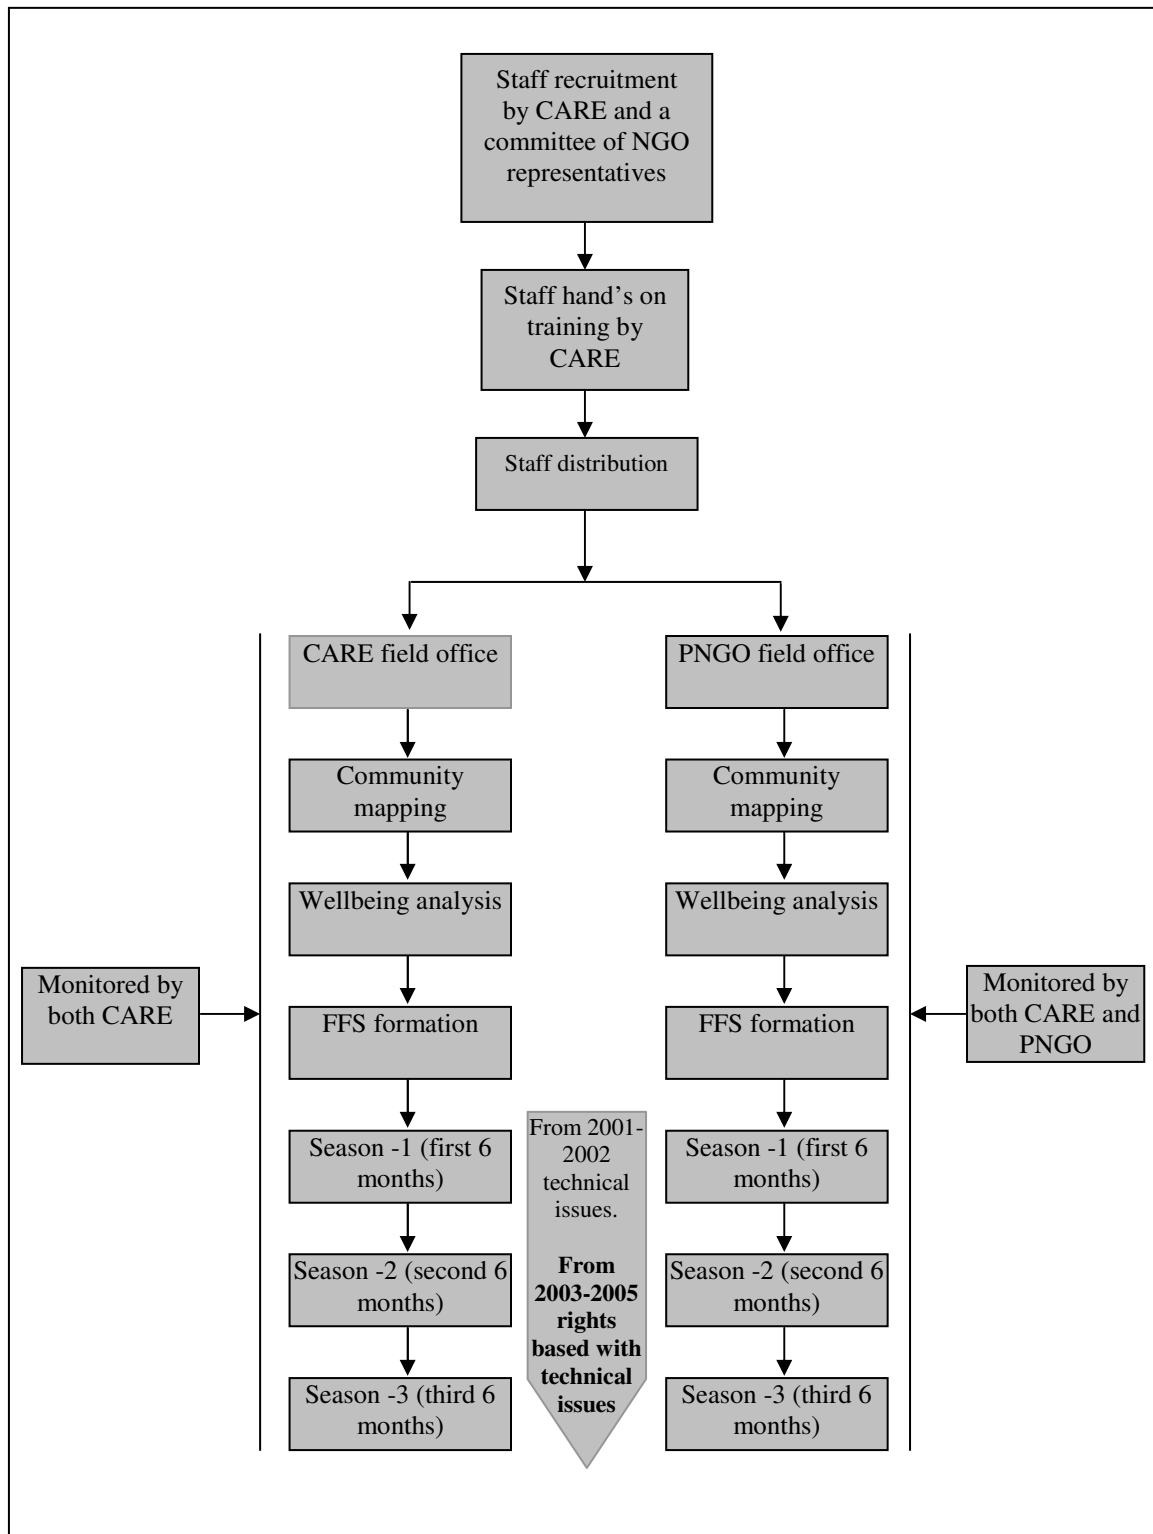 Staff recruitment
by CARE and a
committee of NGO
representatives
Staff hand’s on
training by
CARE
Staff distribution
CARE field office
PNGO field office
Community
mapping
Community
mapping
Wellbeing analysis
Wellbeing analysis
Monitored by
both CARE
FFS formation
FFS formation
Monitored by
both CARE and
PNGO
Season -1 (first 6
months)
From 2001-
2002
technical
issues.
From
2003-2005
rights
based with
technical
issues
Season -1 (first 6
months)
Season -2 (second 6
months)
Season -2 (second 6
months)
Season -3 (third 6
months)
Season -3 (third 6
months)